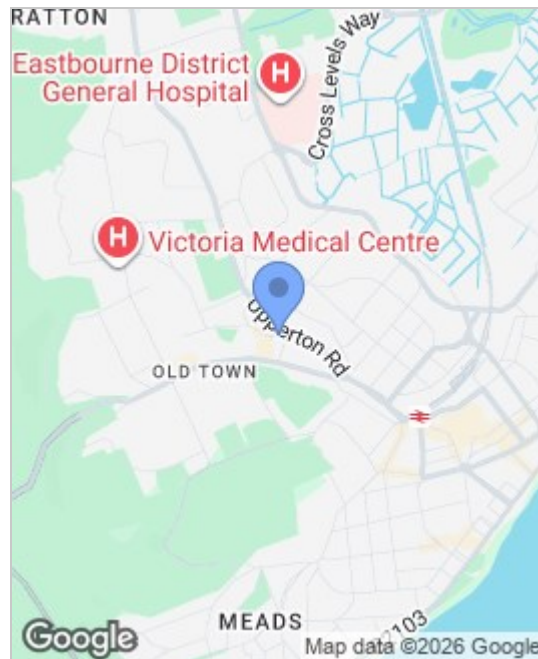 RATTON
Eastbourne District
General Hospital
H
Cross Levels Way
H
Victoria Medical Centre
Upperton Rd
OLD TOWN
MEADS
2103
Google
Map data ©2026 Google